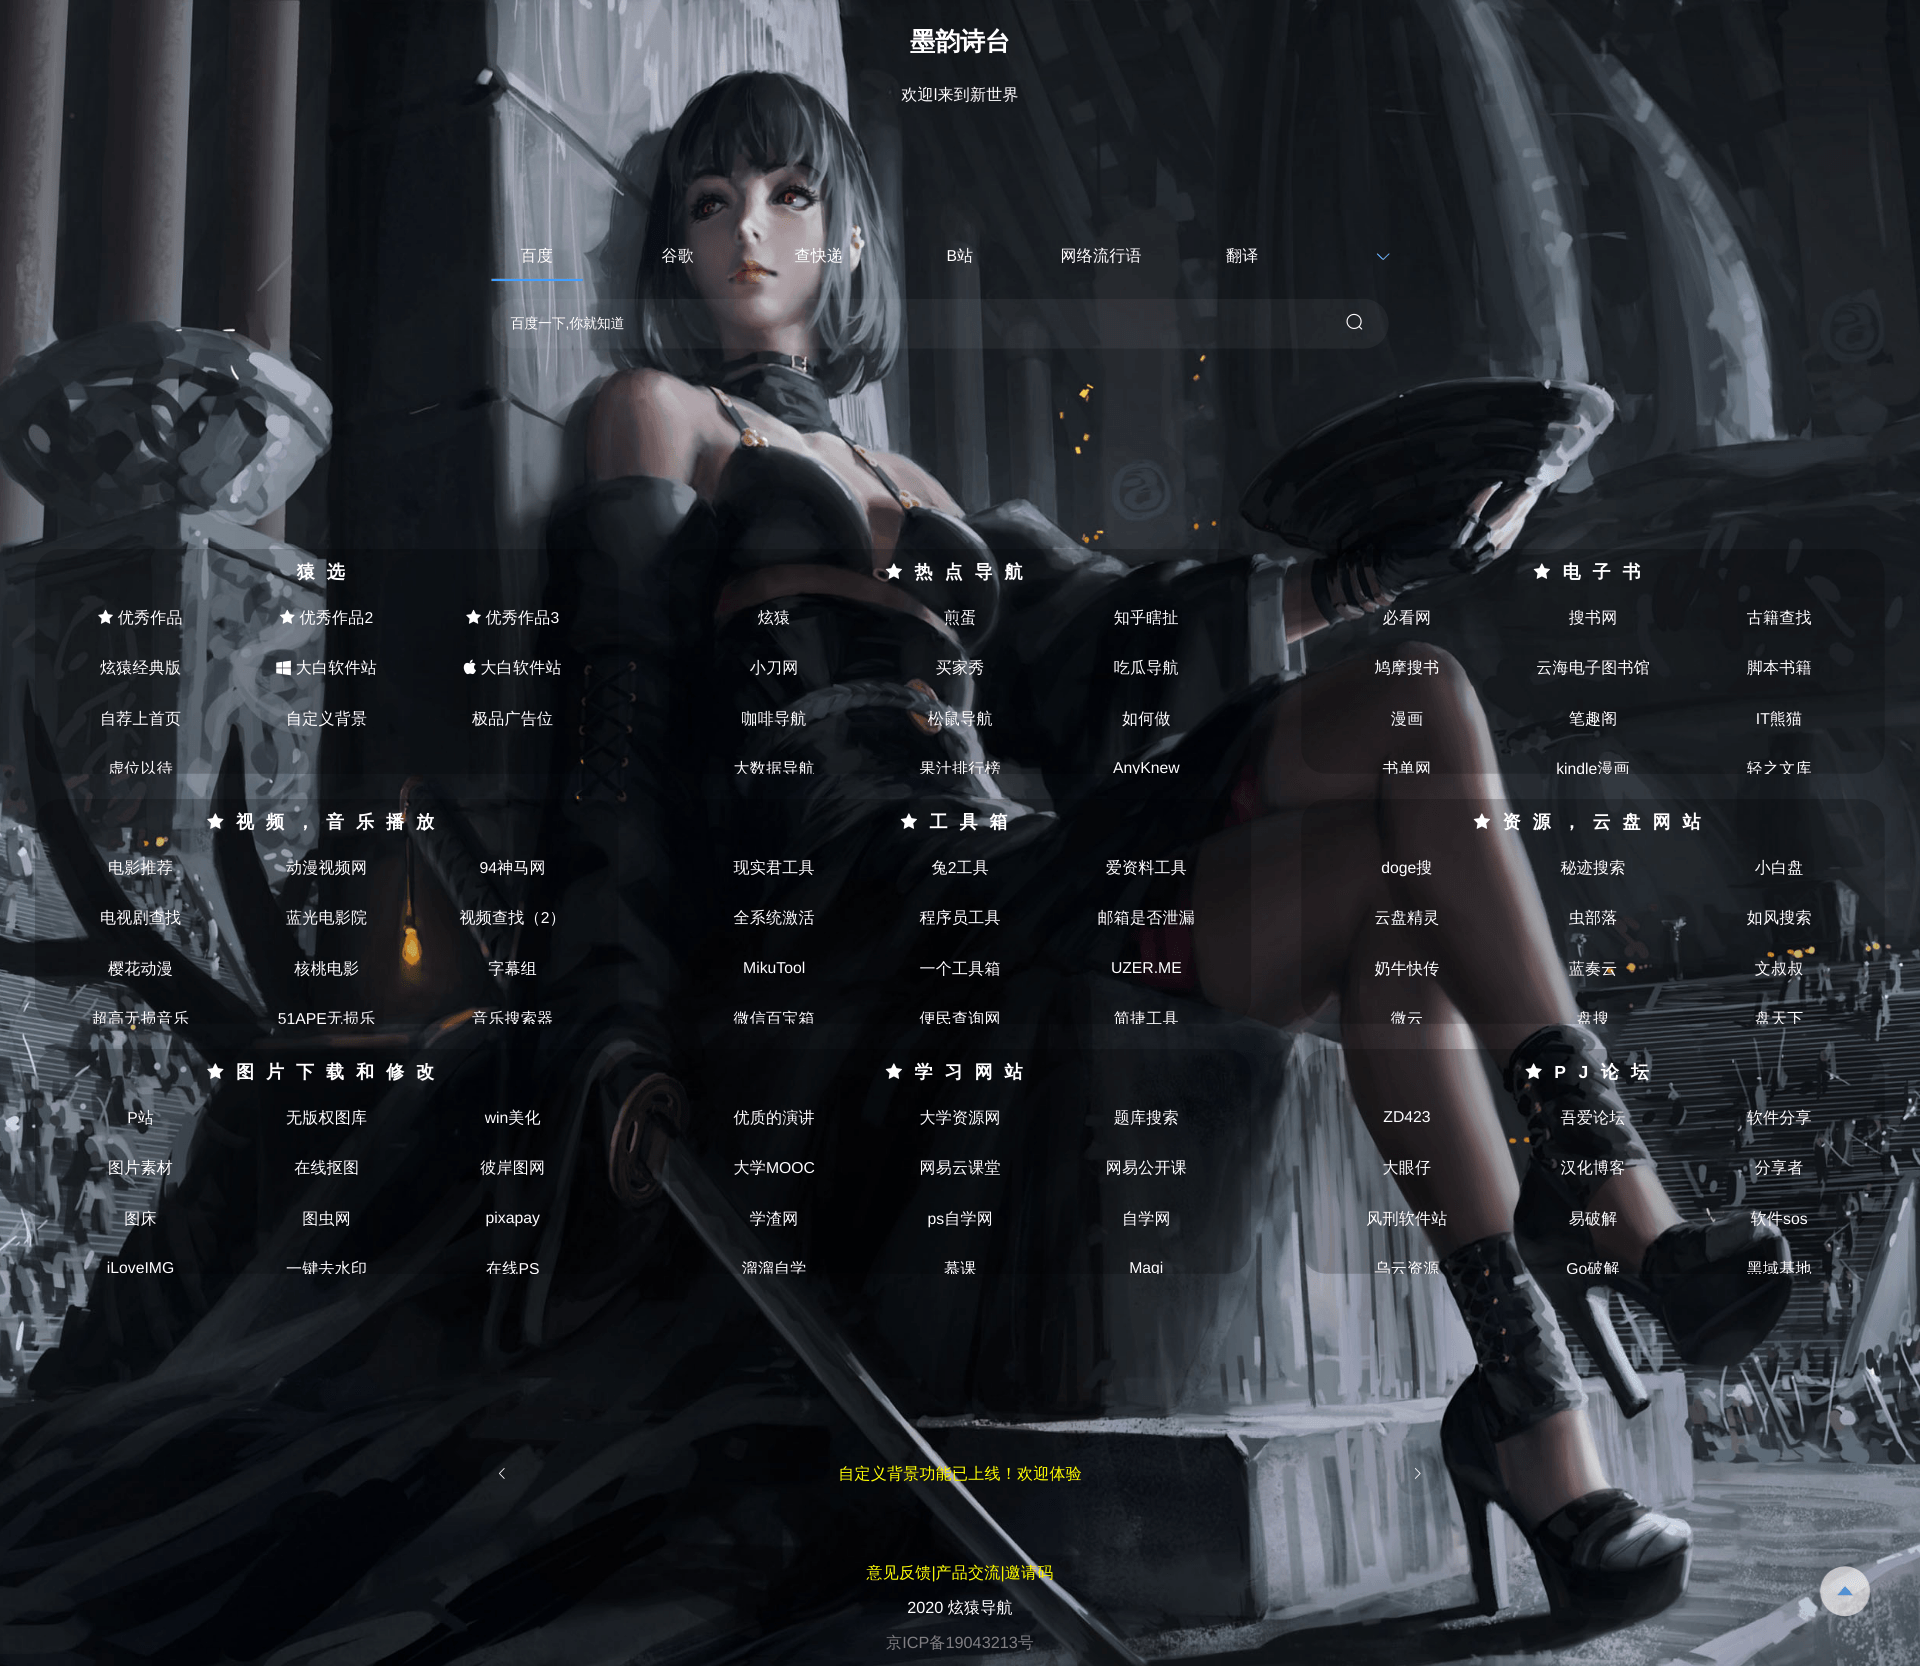 墨韵诗台
欢迎I来到新世界
百度 谷歌 查快递 B站 网络流行语 翻译
百度一下,你就知道
猿选
优秀作品 优秀作品2 优秀作品3
炫猿经典版 大白软件站 大白软件站
自荐上首页 自定义背景 极品广告位
虚位以待
热点导航
炫猿 煎蛋 知乎瞎扯
小刀网 买家秀 吃瓜导航
咖啡导航 松鼠导航 如何做
大数据导航 果汁排行榜 AnyKnew
电子书
必看网 搜书网 古籍查找
鸠摩搜书 云海电子图书馆 脚本书籍
漫画 笔趣阁 IT熊猫
书单网 kindle漫画 轻之文库
视频，音乐播放
电影推荐 动漫视频网 94神马网
电视剧查找 蓝光电影院 视频查找（2）
樱花动漫 核桃电影 字幕组
超高无损音乐 51APE无损乐 音乐搜索器
工具箱
现实君工具 兔2工具 爱资料工具
全系统激活 程序员工具 邮箱是否泄漏
MikuTool 一个工具箱 UZER.ME
微信百宝箱 便民查询网 简捷工具
资源，云盘网站
doge搜 秘迹搜索 小白盘
云盘精灵 虫部落 如风搜索
奶牛快传 蓝奏云 文叔叔
微云 盘搜 盘天下
图片下载和修改
P站 无版权图库 win美化
图片素材 在线抠图 彼岸图网
图床 图虫网 pixapay
iLoveIMG 一键去水印 在线PS
学习网站
优质的演讲 大学资源网 题库搜索
大学MOOC 网易云课堂 网易公开课
学渣网 ps自学网 自学网
溜溜自学 慕课 Magi
PJ论坛
ZD423 吾爱论坛 软件分享
大眼仔 汉化博客 分享者
风刑软件站 易破解 软件sos
乌云资源 Go破解 黑域基地
自定义背景功能已上线！欢迎体验
意见反馈|产品交流|邀请码
2020 炫猿导航
京ICP备19043213号